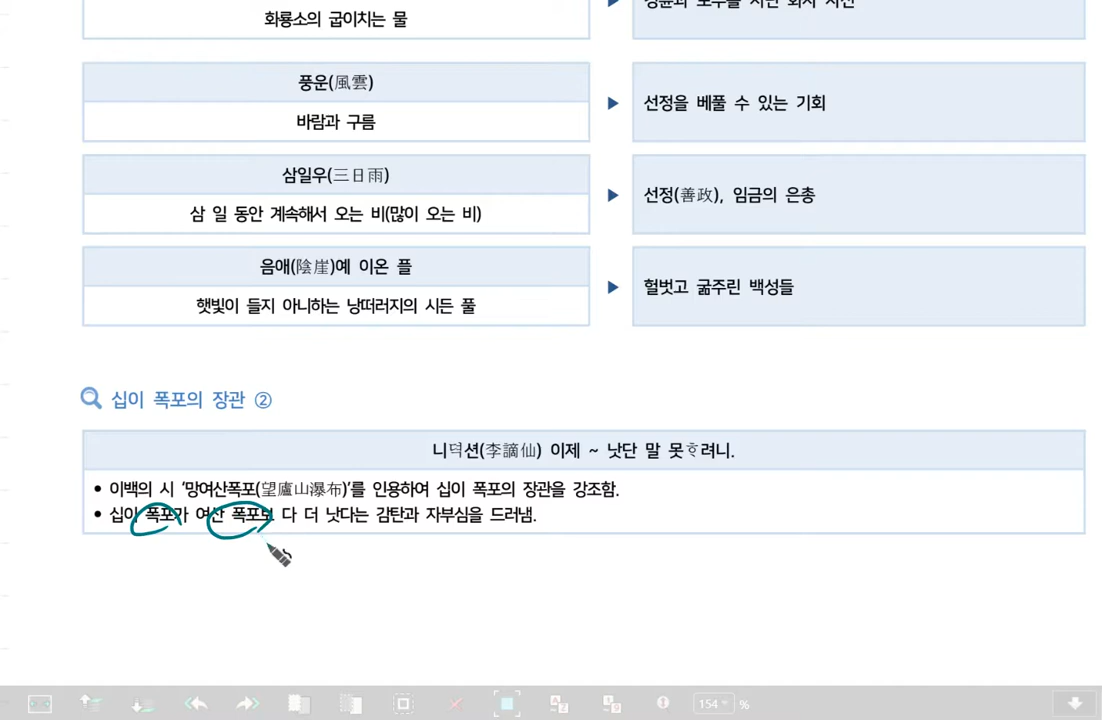 화룡소의 굽이치는 물
풍운(風雲)
바람과 구름
선정을 베풀 수 있는 기회
삼일우(三日雨)
삼 일 동안 계속해서 오는 비(많이 오는 비)
선정(善政), 임금의 은총
음애(陰崖)예 이온 플
햇빛이 들지 아니하는 낭떠러지의 시든 풀
헐벗고 굶주린 백성들
십이 폭포의 장관 ②
니덕션(李謫仙) 이제 ~ 낫단 말 못ᄒᆞ려니.
• 이백의 시 '망여산폭포(望廬山瀑布)'를 인용하여 십이 폭포의 장관을 강조함.
• 십이 폭포가 여산 폭포보다 더 낫다는 감탄과 자부심을 드러냄.
154 %